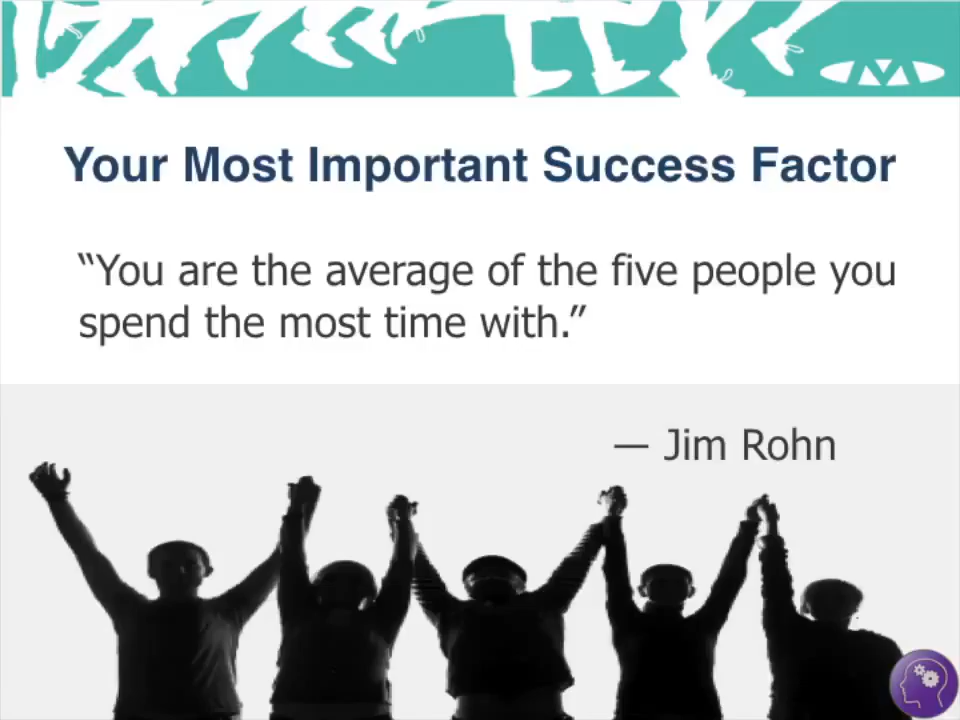 Your Most Important Success Factor
“You are the average of the five people you
spend the most time with.”
— Jim Rohn